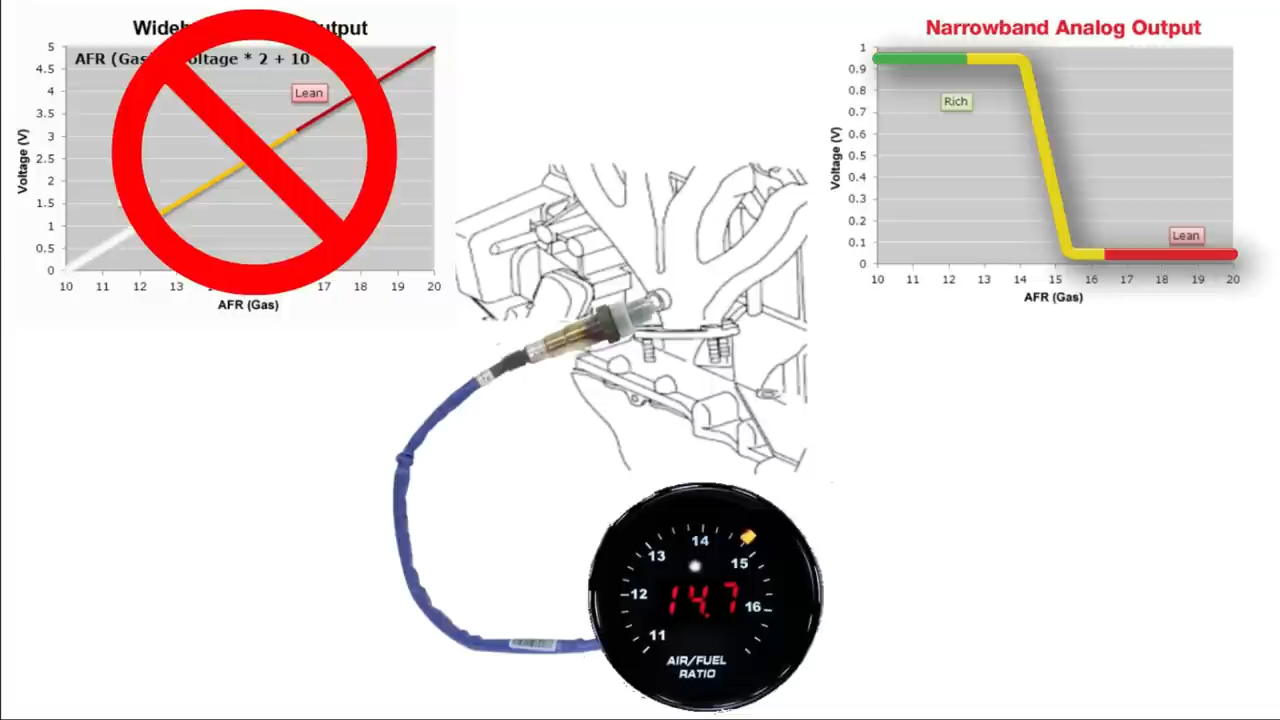 Wideb utput
AFR (Gas oltage * 2 + 10
Lean
Voltage (V)
5
4.5
4
3.5
3
2.5
2
1.5
1
0.5
0
10 11 12 13 17 18 19 20
AFR (Gas)
Narrowband Analog Output
Rich
Lean
Voltage (V)
1
0.9
0.8
0.7
0.6
0.5
0.4
0.3
0.2
0.1
0
10 11 12 13 14 15 16 17 18 19 20
AFR (Gas)
11 12 13 14 15 16
14.7
AIR/FUEL
RATIO